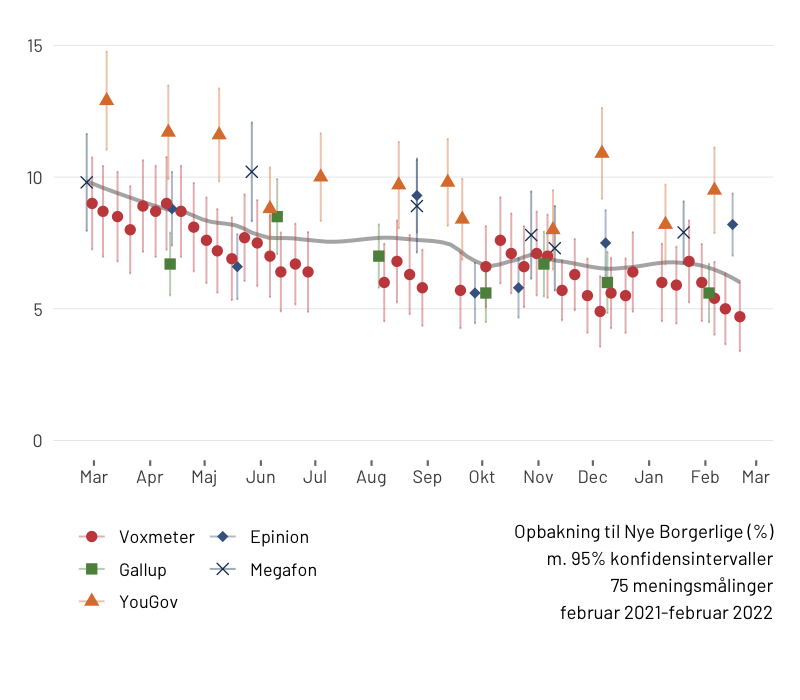 15
10
5
0
Mar Apr Maj Jun Jul Aug Sep Okt Nov Dec Jan Feb Mar
Voxmeter Epinion
Gallup Megafon
YouGov
Opbakning til Nye Borgerlige (%)
m. 95% konfidensintervaller
75 meningsmålinger
februar 2021-februar 2022